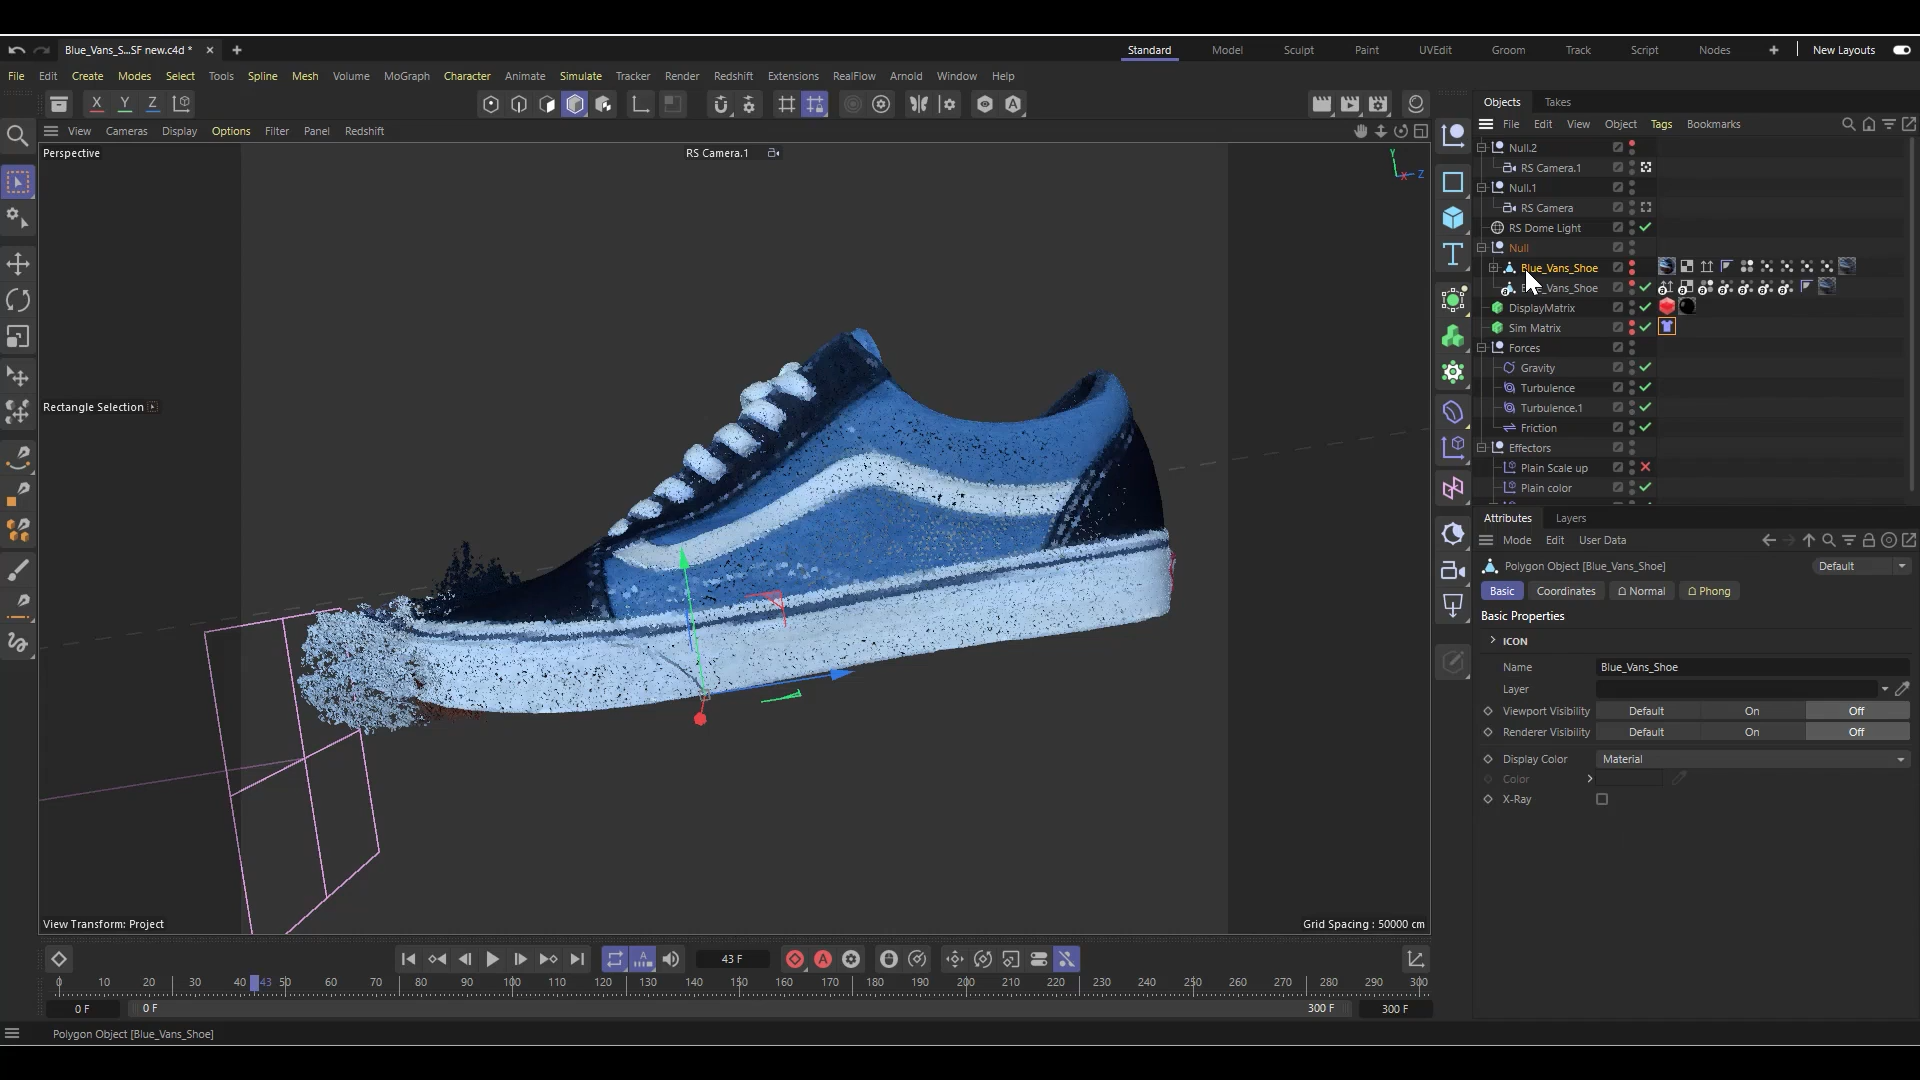 Blue_Vans_S...SF new.c4d *
Standard Model Sculpt Paint UVEdit Groom Track Script Nodes New Layouts
File Edit Create Modes Select Tools Spline Mesh Volume MoGraph Character Animate Simulate Tracker Render Redshift Extensions RealFlow Arnold Window Help
X Y Z
View Cameras Display Options Filter Panel Redshift
Perspective
RS Camera.1
Y
X
Z
Rectangle Selection
View Transform: Project
Grid Spacing : 50000 cm
Objects Takes
File Edit View Object Tags Bookmarks
Null.2
RS Camera.1
Null.1
RS Camera
RS Dome Light
Null
Blue_Vans_Shoe
DisplayMatrix
Sim Matrix
Forces
Gravity
Turbulence
Turbulence.1
Friction
Effectors
Plain Scale up
Plain color
Attributes Layers
Mode Edit User Data
Polygon Object [Blue_Vans_Shoe]
Default
Basic Coordinates Normal Phong
Basic Properties
ICON
Name Blue_Vans_Shoe
Layer
Viewport Visibility Default On Off
Renderer Visibility Default On Off
Display Color Material
Color
X-Ray
43 F
0 10 20 30 40 43 50 60 70 80 90 100 110 120 130 140 150 160 170 180 190 200 210 220 230 240 250 260 270 280 290 300
0 F 0 F 300 F 300 F
Polygon Object [Blue_Vans_Shoe]